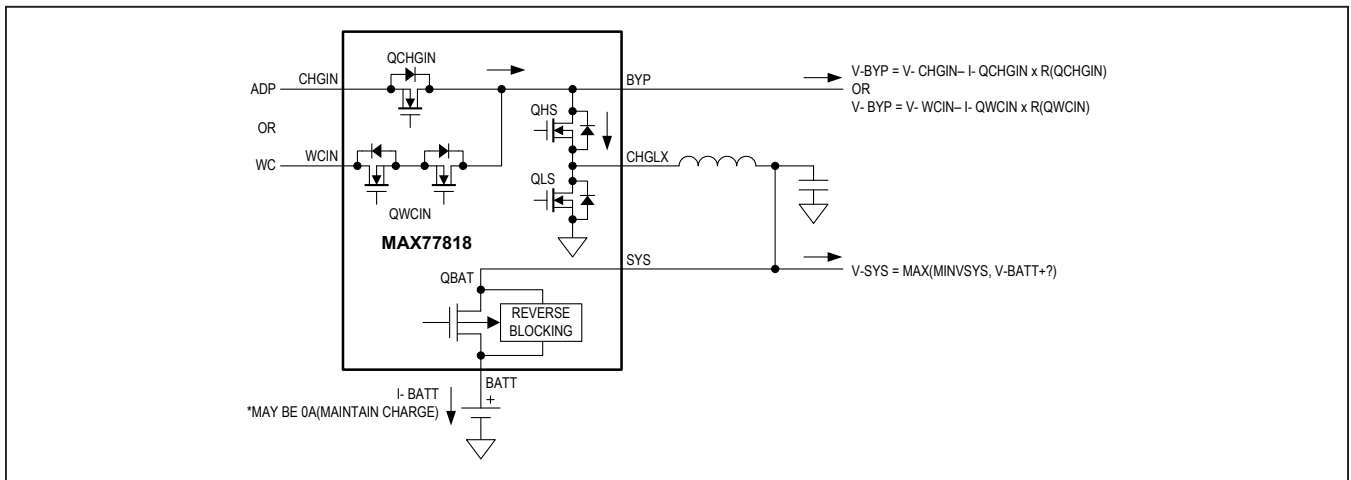 QCHGIN
CHGIN
ADP
OR
WCIN
WC
QWCIN
MAX77818
BYP
V-BYP = V- CHGIN– I- QCHGIN x R(QCHGIN)
OR
V- BYP = V- WCIN– I- QWCIN x R(QWCIN)
QHS
CHGLX
QLS
SYS
V-SYS = MAX(MINVSYS, V-BATT+?)
QBAT
REVERSE
BLOCKING
BATT
I- BATT
+
*MAY BE 0A(MAINTAIN CHARGE)